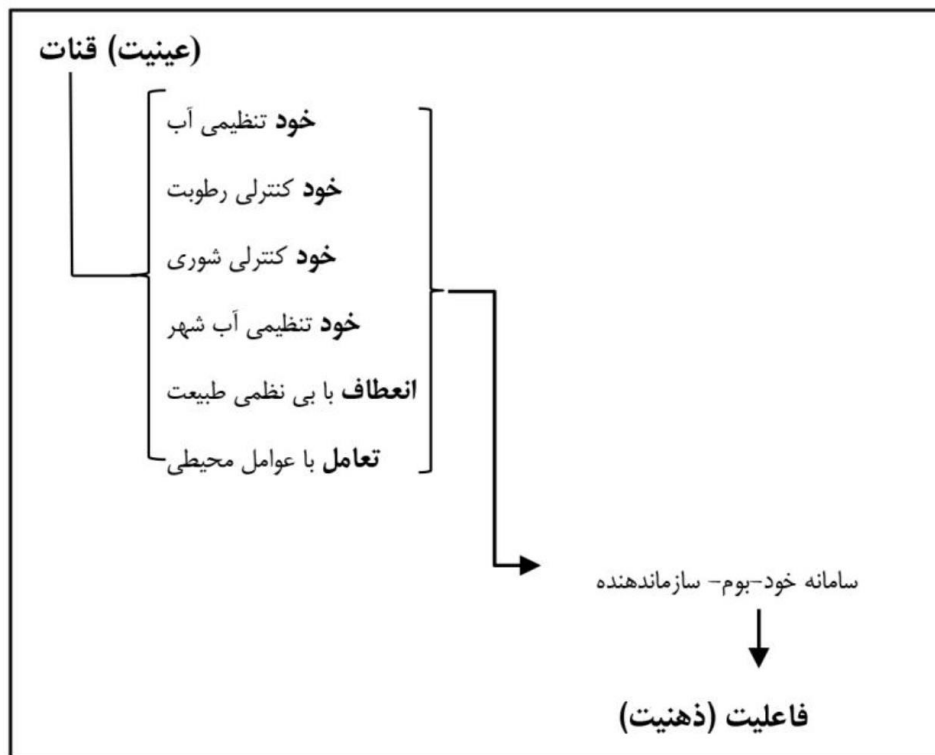 (عینیت) قنات
خود تنظیمی آب
خود کنترلی رطوبت
خود کنترلی شوری
خود تنظیمی آب شهر
انعطاف با بی نظمی طبیعت
تعامل با عوامل محیطی
سامانه خود-بوم- سازماندهنده
فاعلیت (ذهنیت)